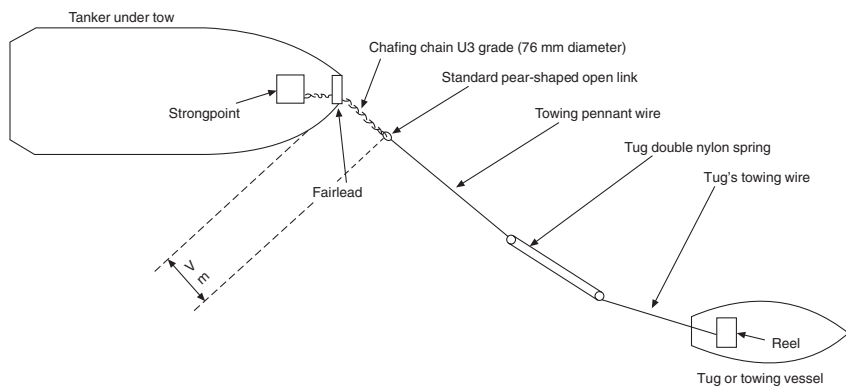 Tanker under tow
Chafing chain U3 grade (76 mm diameter)
Standard pear-shaped open link
Strongpoint
Towing pennant wire
Tug double nylon spring
Tug's towing wire
Fairlead
V
m
Reel
Tug or towing vessel